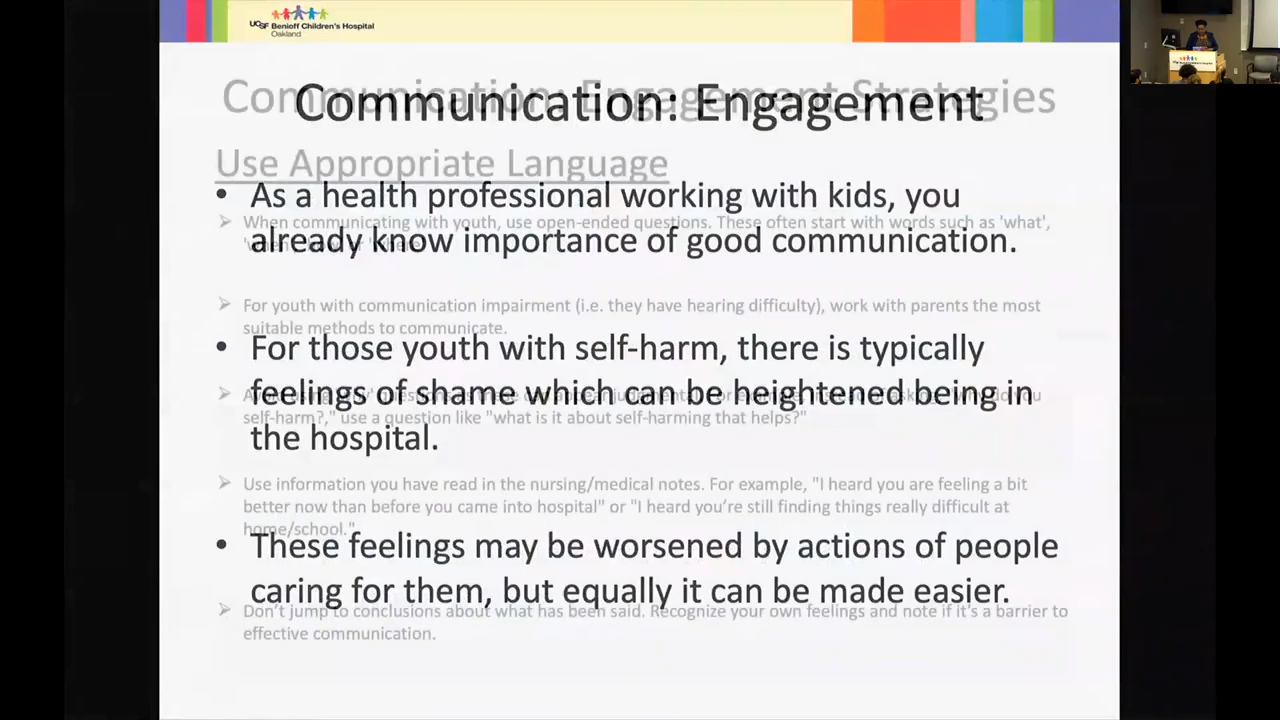 UCSF Benioff Children's Hospital
Oakland
Communication: Engagement Strategies
Communication: Engagement
Use Appropriate Language
• As a health professional working with kids, you
already know importance of good communication.
When communicating with youth, use open-ended questions. These often start with words such as 'what',
For youth with communication impairment (i.e. they have hearing difficulty), work with parents the most
suitable methods to communicate.
• For those youth with self-harm, there is typically
feelings of shame which can be heightened being in
the hospital.
self-harm?," use a question like "what is it about self-harming that helps?"
Use information you have read in the nursing/medical notes. For example, "I heard you are feeling a bit
better now than before you came into hospital" or "I heard you're still finding things really difficult at
home/school."
• These feelings may be worsened by actions of people
caring for them, but equally it can be made easier.
Don't jump to conclusions about what has been said. Recognize your own feelings and note if it's a barrier to
effective communication.